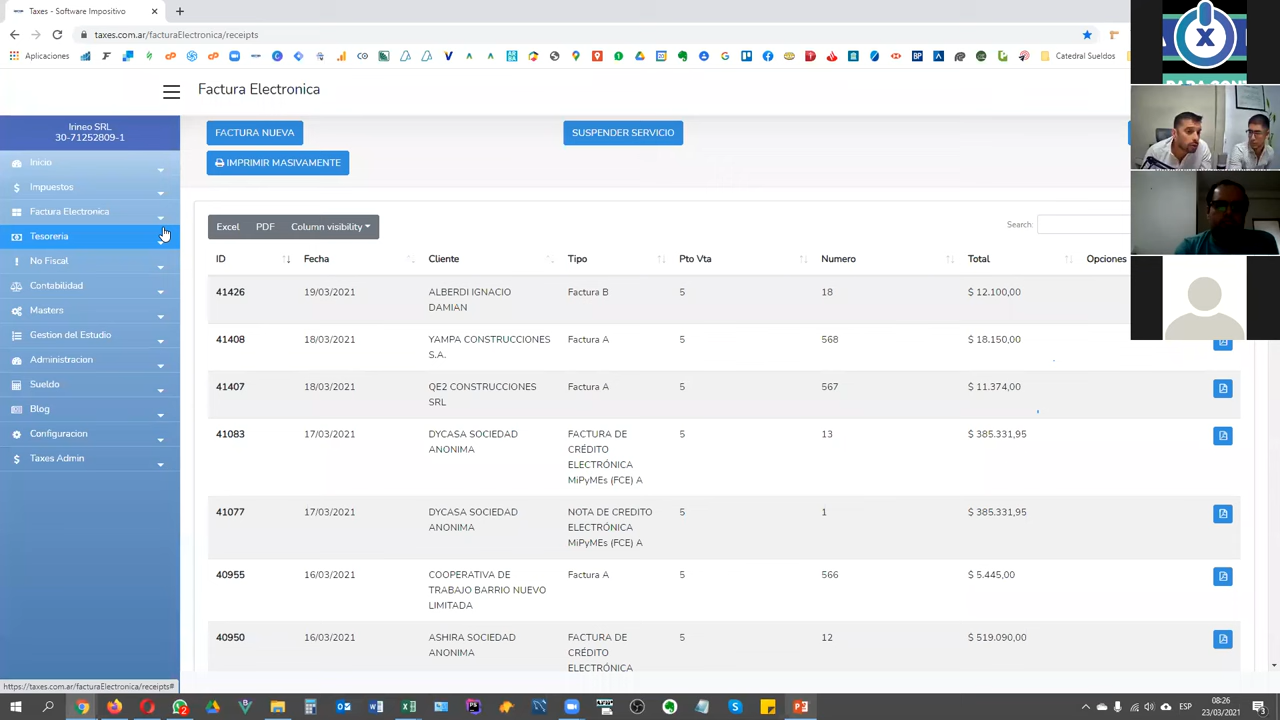 Taxes - Software Impositivo
taxes.com.ar/facturaElectronica/receipts
Aplicaciones
Catedral Sueldos
Factura Electronica
Irineo SRL
30-71252809-1
Inicio
Impuestos
Factura Electronica
Tesoreria
No Fiscal
Contabilidad
Masters
Gestion del Estudio
Administracion
Sueldo
Blog
Configuracion
Taxes Admin
FACTURA NUEVA
SUSPENDER SERVICIO
IMPRIMIR MASIVAMENTE
Excel PDF Column visibility
Search:
ID Fecha Cliente Tipo Pto Vta Numero Total Opciones
41426 19/03/2021 ALBERDI IGNACIO Factura B 5 18 $ 12.100,00
DAMIAN
41408 18/03/2021 YAMPA CONSTRUCCIONES Factura A 5 568 $ 18.150,00
S.A.
41407 18/03/2021 QE2 CONSTRUCCIONES Factura A 5 567 $ 11.374,00
SRL
41083 17/03/2021 DYCASA SOCIEDAD FACTURA DE 5 13 $ 385.331,95
ANONIMA CRÉDITO
ELECTRÓNICA
MiPyMEs (FCE) A
41077 17/03/2021 DYCASA SOCIEDAD NOTA DE CREDITO 5 1 $ 385.331,95
ANONIMA ELECTRÓNICA
MiPyMEs (FCE) A
40955 16/03/2021 COOPERATIVA DE Factura A 5 566 $ 5.445,00
TRABAJO BARRIO NUEVO
LIMITADA
40950 16/03/2021 ASHIRA SOCIEDAD FACTURA DE 5 12 $ 519.090,00
ANONIMA CRÉDITO
ELECTRÓNICA
https://taxes.com.ar/facturaElectronica/receipts#
ESP
08:26
23/03/2021